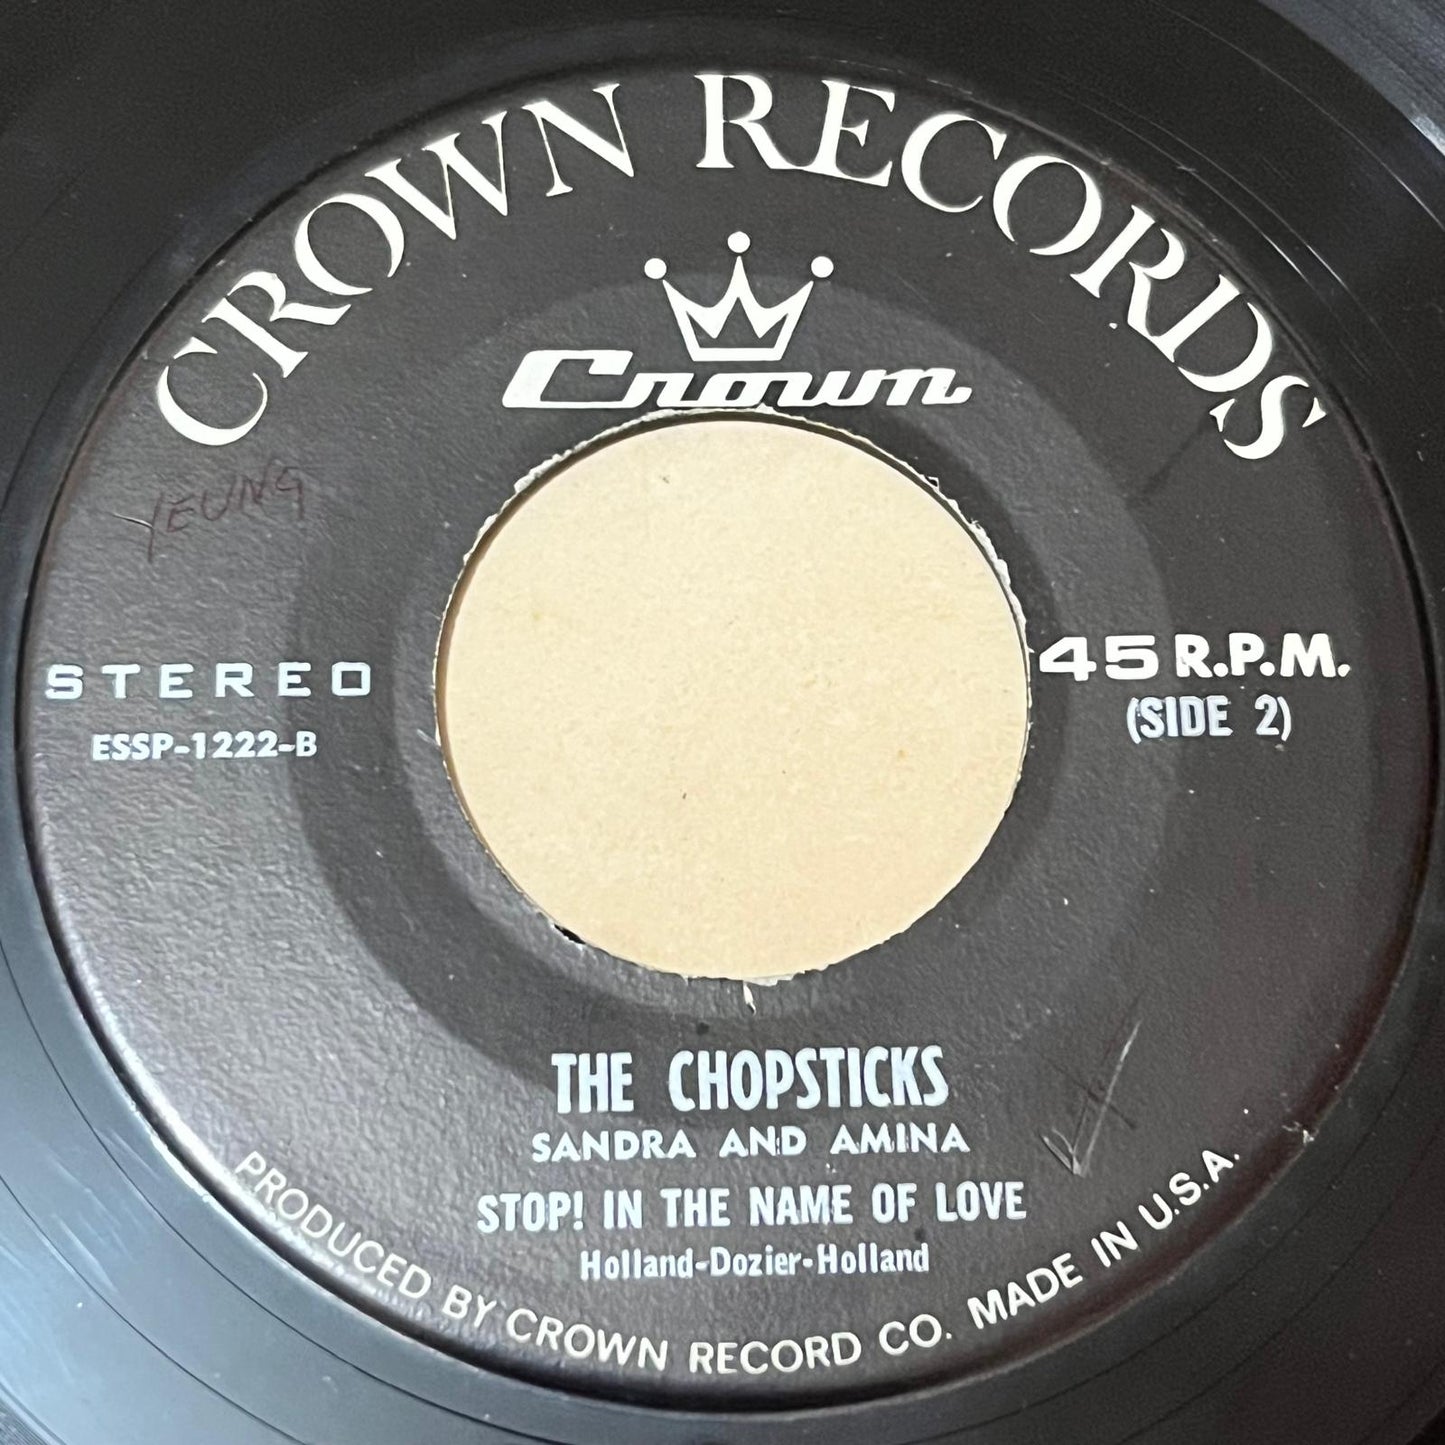 CROWN RECORDS
Crown
YEUNG
STEREO
ESSP-1222-B
45 R.P.M.
(SIDE 2)
THE CHOPSTICKS
SANDRA AND AMINA
STOP! IN THE NAME OF LOVE
Holland-Dozier-Holland
PRODUCED BY CROWN RECORD CO. MADE IN U.S.A.